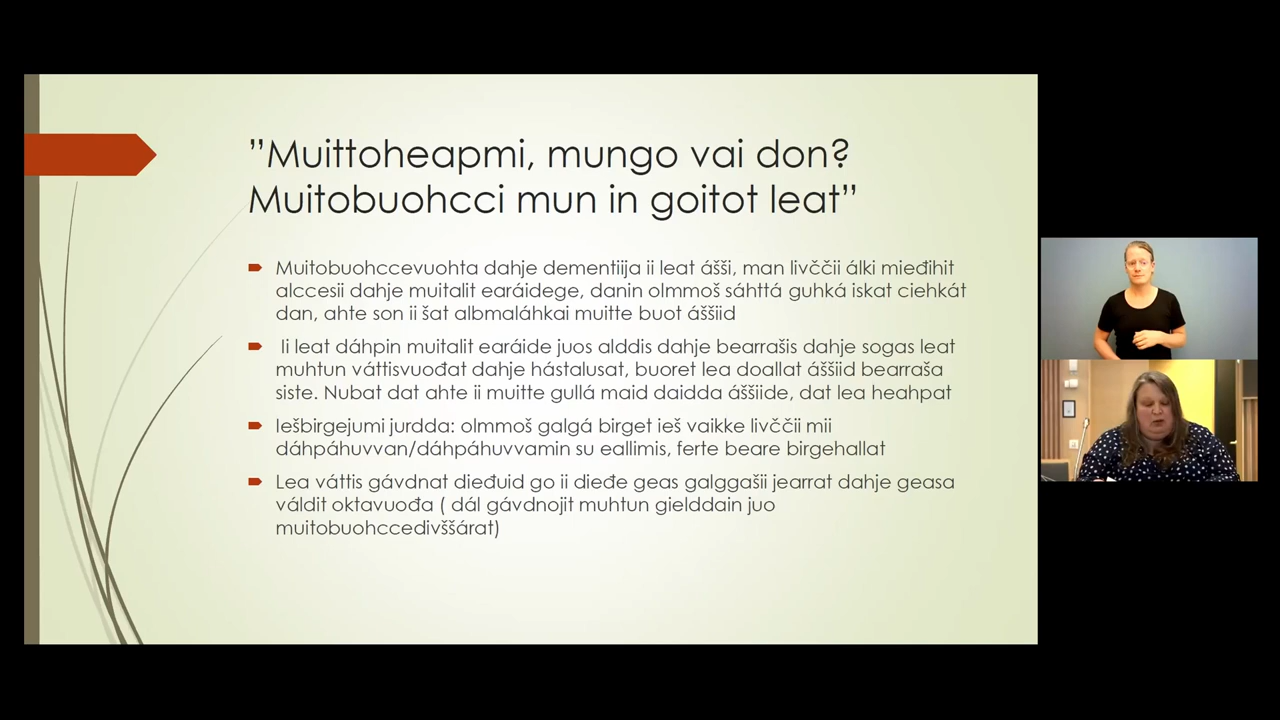 ”Muittoheapmi, mungo vai don?
Muitobuohcci mun in goitot leat”
Muitobuohccevuohta dahje dementiija ii leat ášši, man livččii álki mieđihit
alccesii dahje muitalit earáidege, danin olmmoš sáhttá guhká iskat ciehkát
dan, ahte son ii šat albmaláhkai muitte buot áššiid
Ii leat dáhpin muitalit earáide juos alddis dahje bearrašis dahje sogas leat
muhtun váttisvuođat dahje hástalusat, buoret lea doallat áššiid bearraša
siste. Nubat dat ahte ii muitte gullá maid daidda áššiide, dat lea heahpat
Iešbirgejumi jurdda: olmmoš galgá birget ieš vaikke livččii mii
dáhpáhuvvan/dáhpáhuvvamin su eallimis, ferte beare birgehallat
Lea váttis gávdnat dieđuid go ii dieđe geas galggašii jearrat dahje geasa
váldit oktavuođa ( dál gávdnojit muhtun gielddain juo
muitobuohccedivššárat)